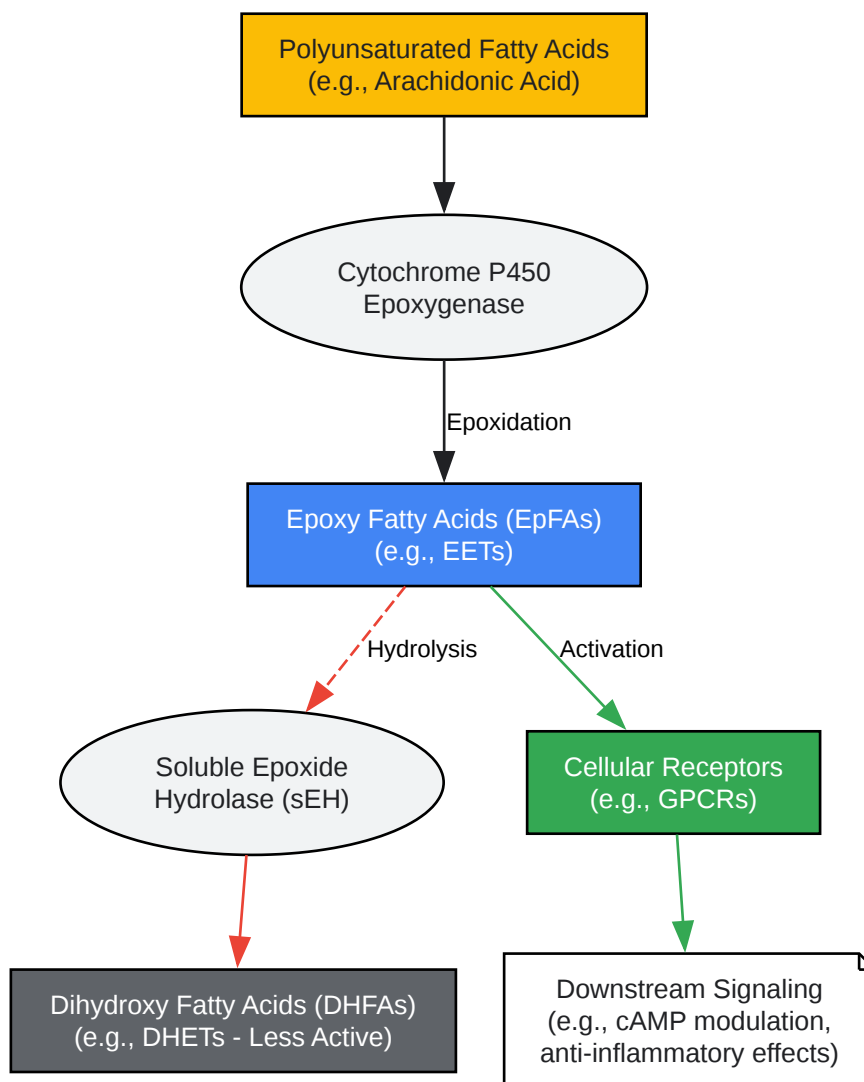 Polyunsaturated Fatty Acids
(e.g., Arachidonic Acid)
Cytochrome P450
Epoxygenase
Epoxidation
Epoxy Fatty Acids (EpFAs)
(e.g., EETs)
Hydrolysis
Activation
Soluble Epoxide
Hydrolase (sEH)
Cellular Receptors
(e.g., GPCRs)
Dihydroxy Fatty Acids (DHFAs)
(e.g., DHETs - Less Active)
Downstream Signaling
(e.g., cAMP modulation,
anti-inflammatory effects)